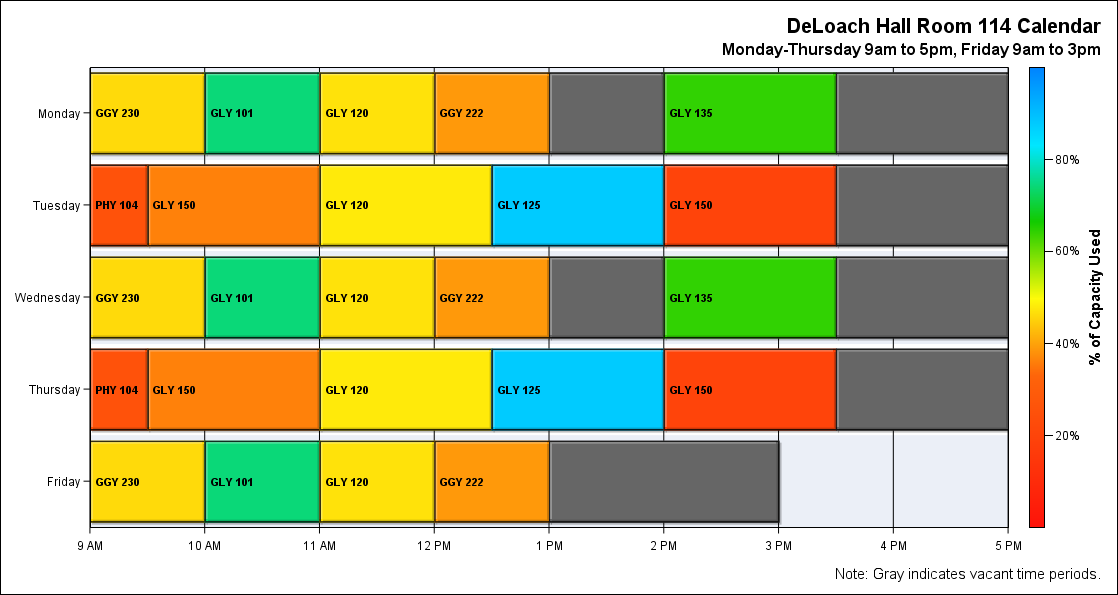 DeLoach Hall Room 114 Calendar
Monday-Thursday 9am to 5pm, Friday 9am to 3pm
Monday
GGY 230
GLY 101
GLY 120
GGY 222
GLY 135
Tuesday
PHY 104
GLY 150
GLY 120
GLY 125
GLY 150
Wednesday
GGY 230
GLY 101
GLY 120
GGY 222
GLY 135
Thursday
PHY 104
GLY 150
GLY 120
GLY 125
GLY 150
Friday
GGY 230
GLY 101
GLY 120
GGY 222
9 AM
10 AM
11 AM
12 PM
1 PM
2 PM
3 PM
4 PM
5 PM
80%
60%
40%
20%
% of Capacity Used
Note: Gray indicates vacant time periods.